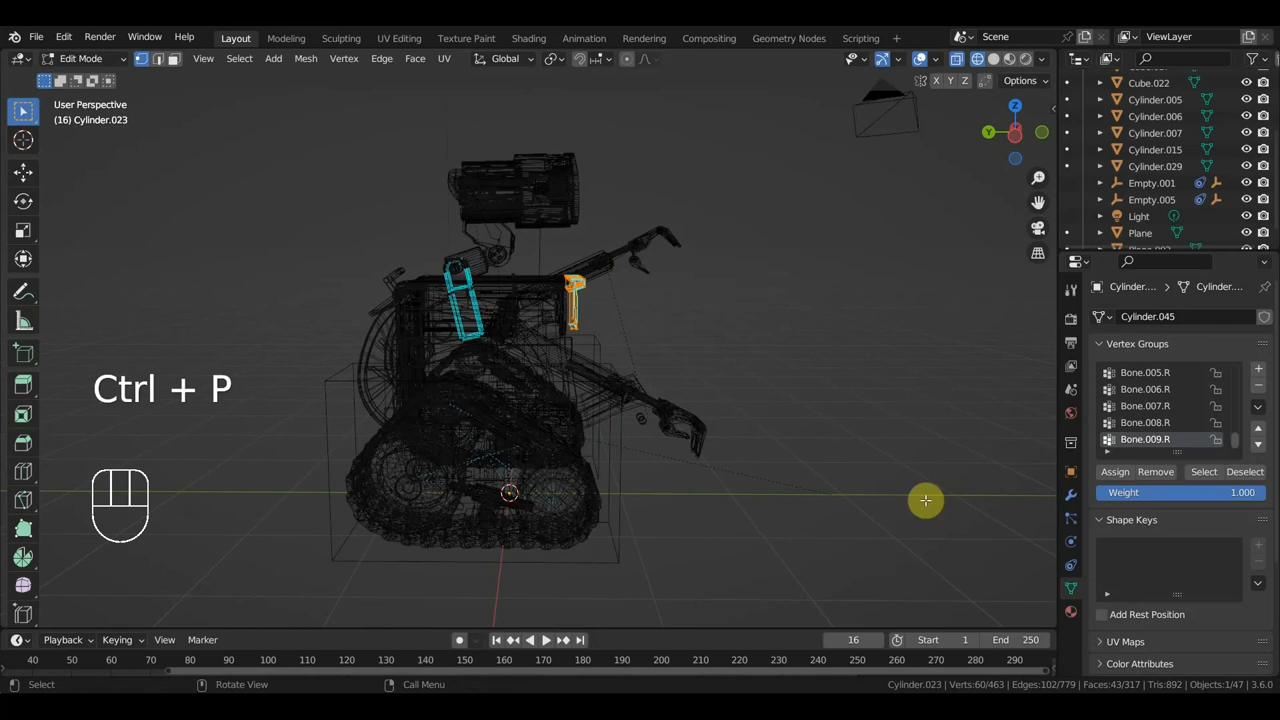 File Edit Render Window Help Layout Modeling Sculpting UV Editing Texture Paint Shading Animation Rendering Compositing Geometry Nodes Scripting Scene ViewLayer
Edit Mode View Select Add Mesh Vertex Edge Face UV Global
X Y Z Options
User Perspective
(16) Cylinder.023
Z
Y
Cube.022
Cylinder.005
Cylinder.006
Cylinder.007
Cylinder.015
Cylinder.029
Empty.001
Empty.005
Light
Plane
Cylinder... Cylinder...
Cylinder.045
Vertex Groups
Bone.005.R
Bone.006.R
Bone.007.R
Bone.008.R
Bone.009.R
Assign Remove Select Deselect
Weight 1.000
Shape Keys
Add Rest Position
UV Maps
Color Attributes
Ctrl + P
Playback Keying View Marker 16 Start 1 End 250
40 50 60 70 80 90 100 110 120 130 140 150 160 170 180 190 200 210 220 230 240 250 260 270 280 290
Select Rotate View Call Menu Cylinder.023 | Verts:60/463 | Edges:102/779 | Faces:43/317 | Tris:892 | Objects:1/47 | 3.6.0